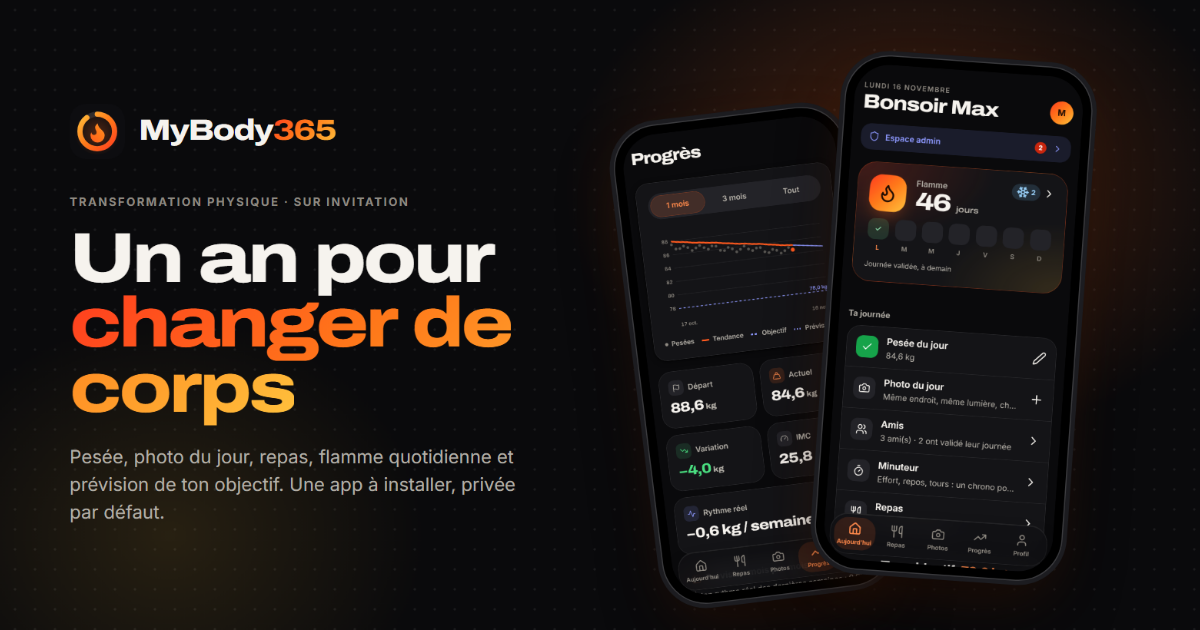 MyBody365
TRANSFORMATION PHYSIQUE · SUR INVITATION
Un an pour
changer de
corps
Pesée, photo du jour, repas, flamme quotidienne et
prévision de ton objectif. Une app à installer, privée
par défaut.
Progrès
1 mois
3 mois
Tout
78,9 kg
17 oct.
Pesées
Tendance
Objectif
Départ
88,6 kg
Actuel
84,6 kg
Variation
−4,0 kg
IMC
25,8
Rythme réel
−0,6 kg / semaine
Aujourd'hui
Repas
Photos
LUNDI 16 NOVEMBRE
Bonsoir Max
M
Espace admin
2
Flamme
2
46 jours
L M M J V S D
Journée validée, à demain
Ta journée
Pesée du jour
84,6 kg
Photo du jour
Même endroit, même lumière, ch...
Amis
3 ami(s) · 2 ont validé leur journée
Minuteur
Effort, repos, tours : un chrono po...
Repas
Aujourd'hui
Repas
Photos
Progrès
Profil